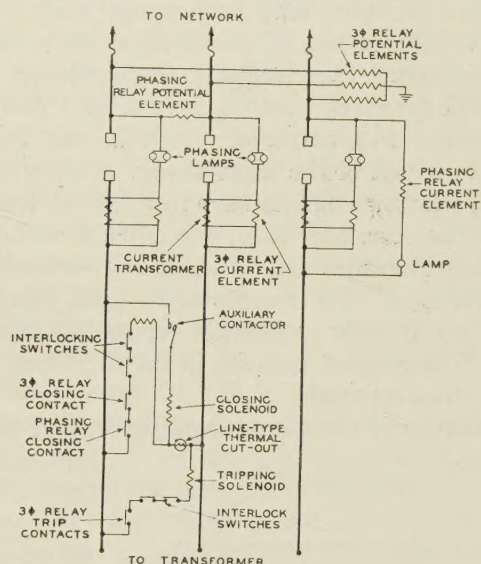 TO NETWORK
3Φ RELAY
POTENTIAL
ELEMENTS
PHASING
RELAY POTENTIAL
ELEMENT
PHASING
LAMPS
PHASING
RELAY
CURRENT
ELEMENT
CURRENT
TRANSFORMER
3Φ RELAY
CURRENT
ELEMENT
LAMP
AUXILIARY
CONTACTOR
INTERLOCKING
SWITCHES
3Φ RELAY
CLOSING
CONTACT
PHASING RELAY
CLOSING
CONTACT
CLOSING
SOLENOID
LINE-TYPE
THERMAL
CUT-OUT
TRIPPING
SOLENOID
3Φ RELAY
TRIP
CONTACTS
INTERLOCK
SWITCHES
TO TRANSFORMER